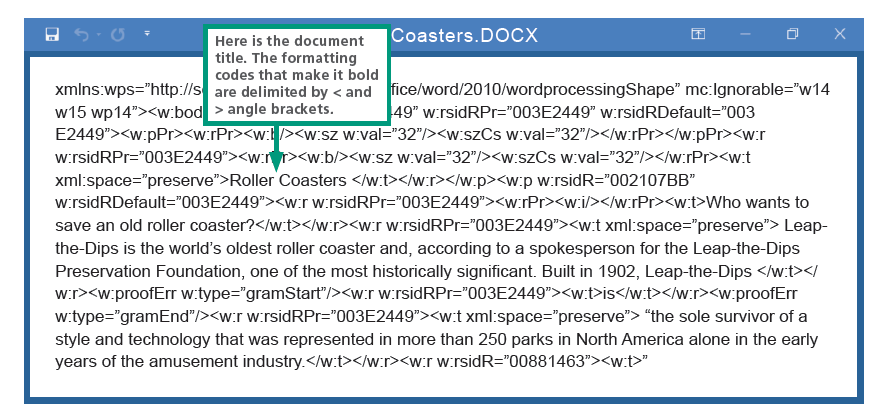 Coasters.DOCX
Here is the document
title. The formatting
codes that make it bold
are delimited by < and
> angle brackets.
xmlns:wps=”http://s fice/word/2010/wordprocessingShape” mc:Ignorable=”w14
w15 wp14”><w:bod 49” w:rsidRPr=”003E2449” w:rsidRDefault=”003
E2449”><w:pPr><w:rPr><w:b/><w:sz w:val=”32”/><w:szCs w:val=”32”/></w:rPr></w:pPr><w:r
w:rsidRPr=”003E2449”><w:rPr><w:b/><w:sz w:val=”32”/><w:szCs w:val=”32”/></w:rPr><w:t
xml:space=”preserve”>Roller Coasters </w:t></w:r></w:p><w:p w:rsidR=”002107BB”
w:rsidRDefault=”003E2449”><w:r w:rsidRPr=”003E2449”><w:rPr><w:i/></w:rPr><w:t>Who wants to
save an old roller coaster?</w:t></w:r><w:r w:rsidRPr=”003E2449”><w:t xml:space=”preserve”> Leap-
the-Dips is the world’s oldest roller coaster and, according to a spokesperson for the Leap-the-Dips
Preservation Foundation, one of the most historically significant. Built in 1902, Leap-the-Dips </w:t></
w:r><w:proofErr w:type=”gramStart”/><w:r w:rsidRPr=”003E2449”><w:t>is</w:t></w:r><w:proofErr
w:type=”gramEnd”/><w:r w:rsidRPr=”003E2449”><w:t xml:space=”preserve”> “the sole survivor of a
style and technology that was represented in more than 250 parks in North America alone in the early
years of the amusement industry.</w:t></w:r><w:r w:rsidR=”00881463”><w:t>”